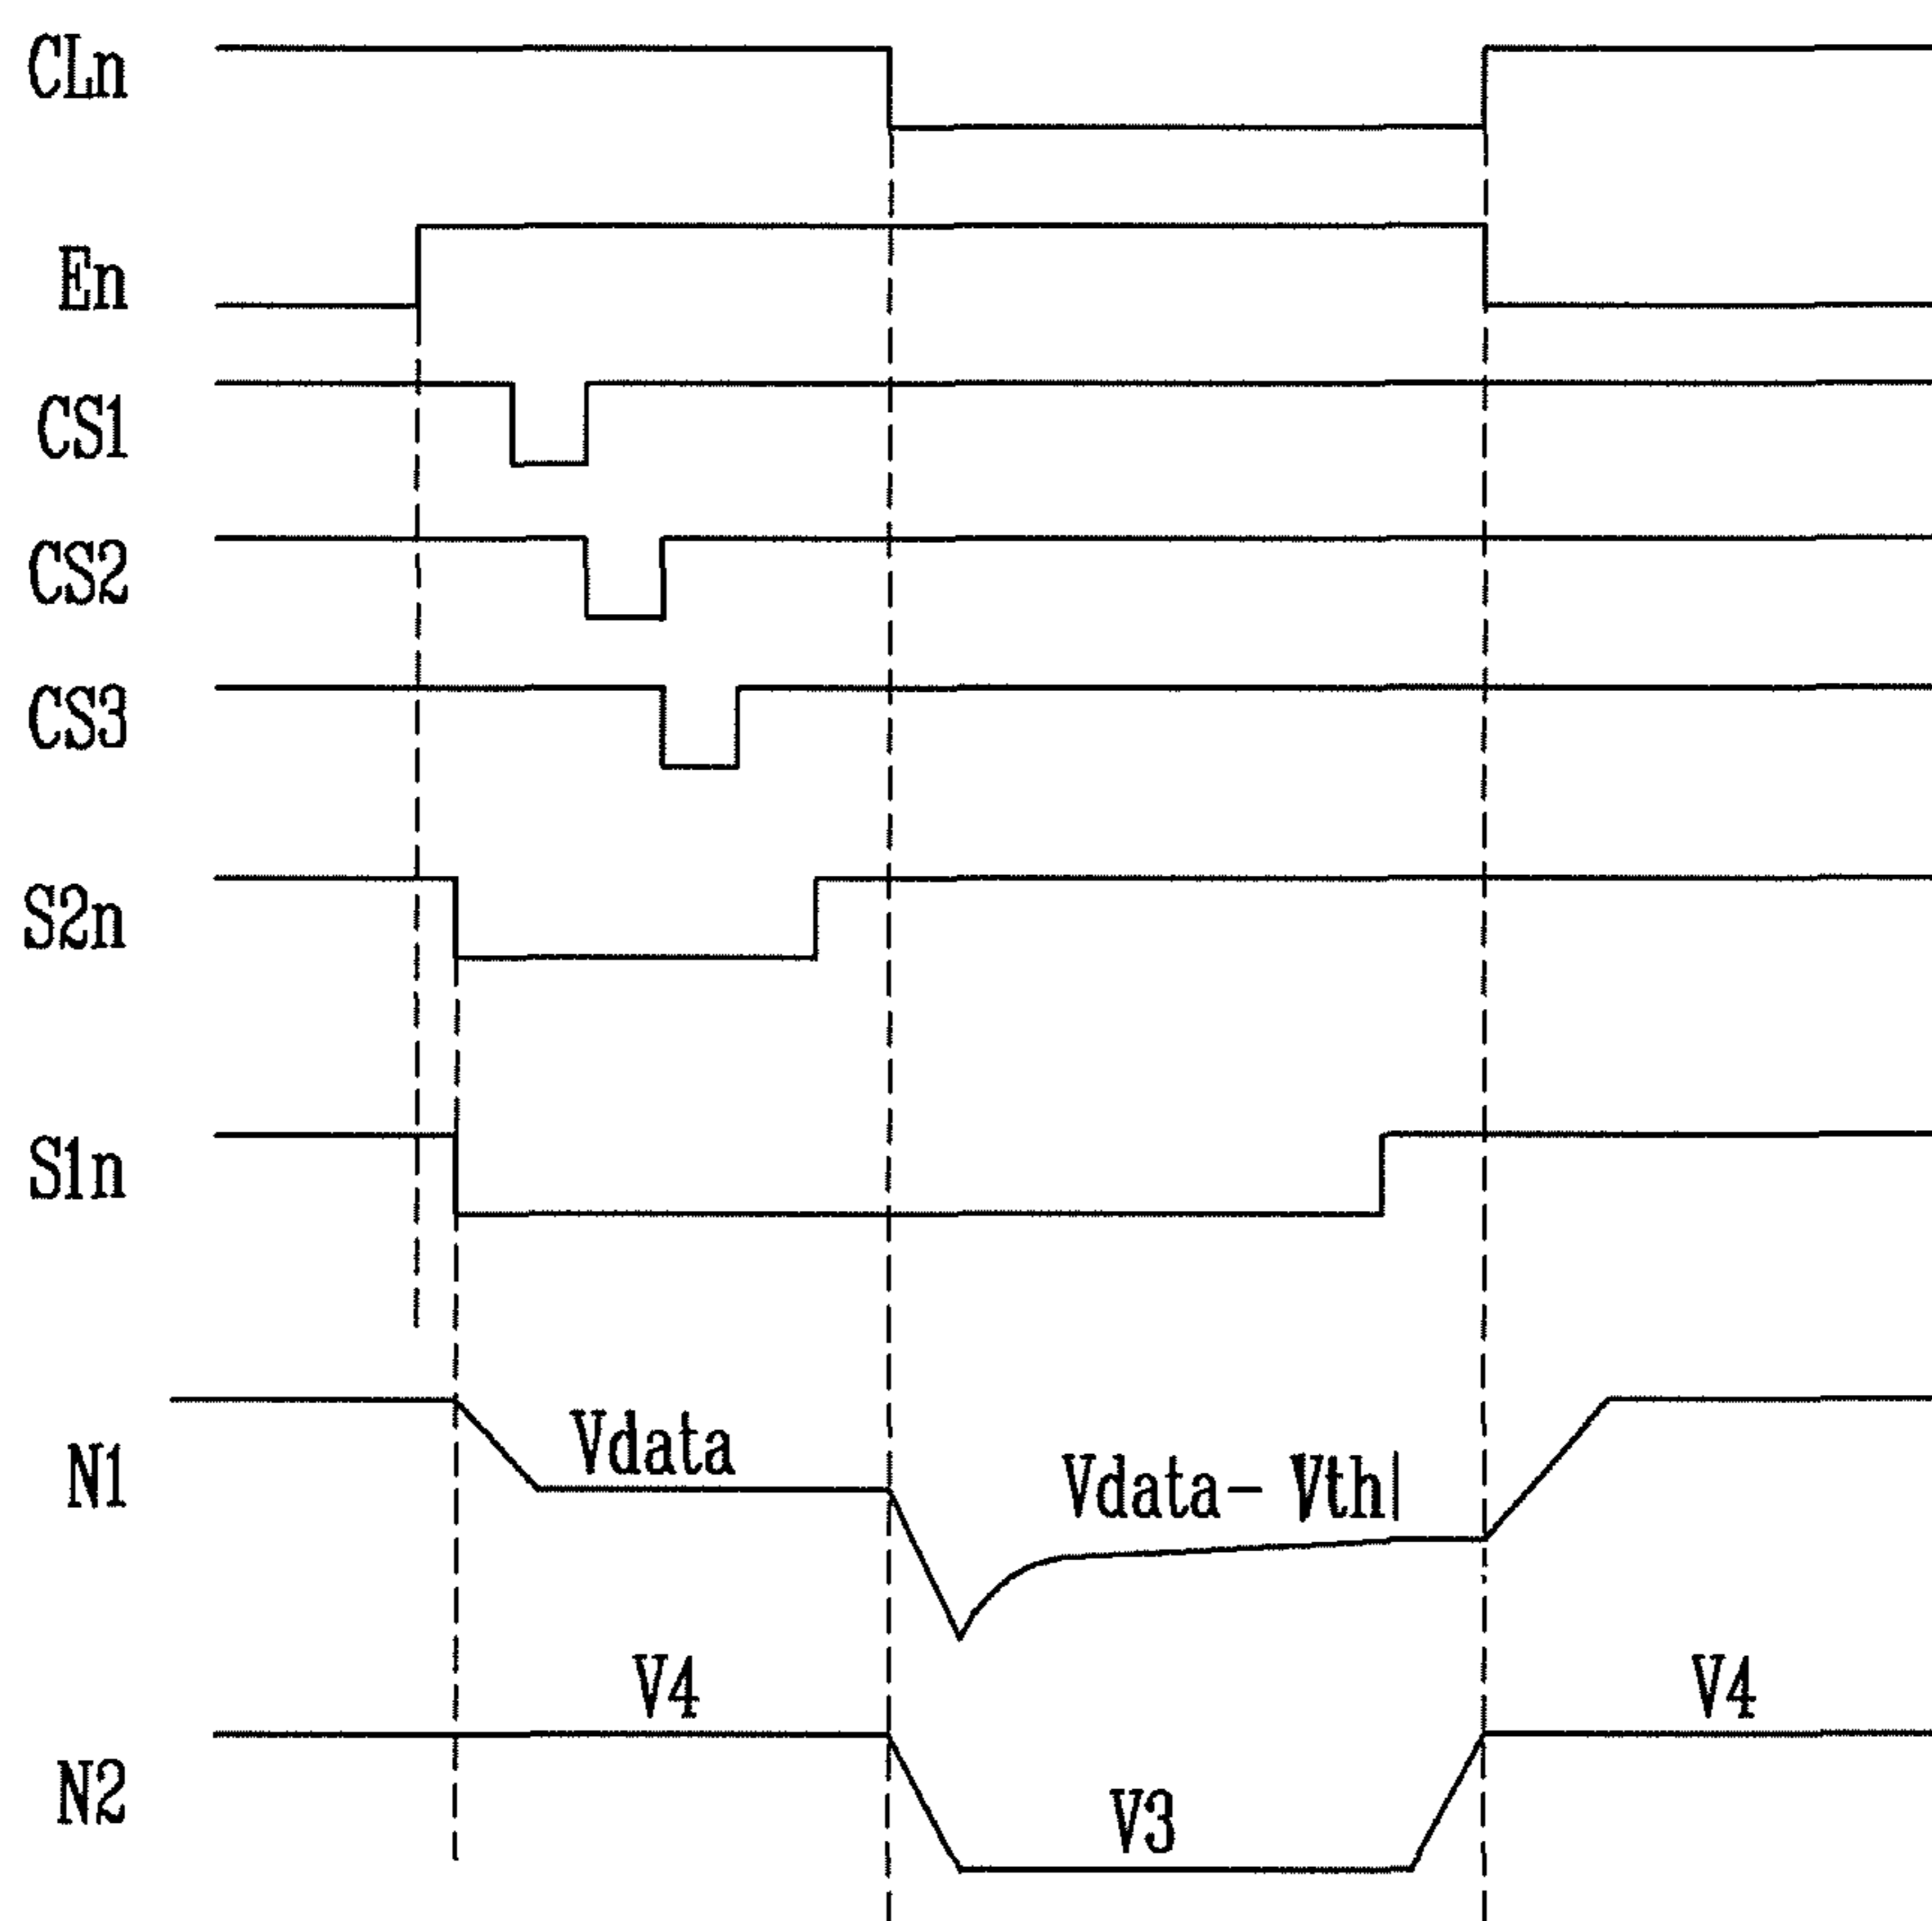 CLn
En
CS1
CS2
CS3
S2n
S1n
N1
Vdata
Vdata- Vth|
N2
V4
V3
V4